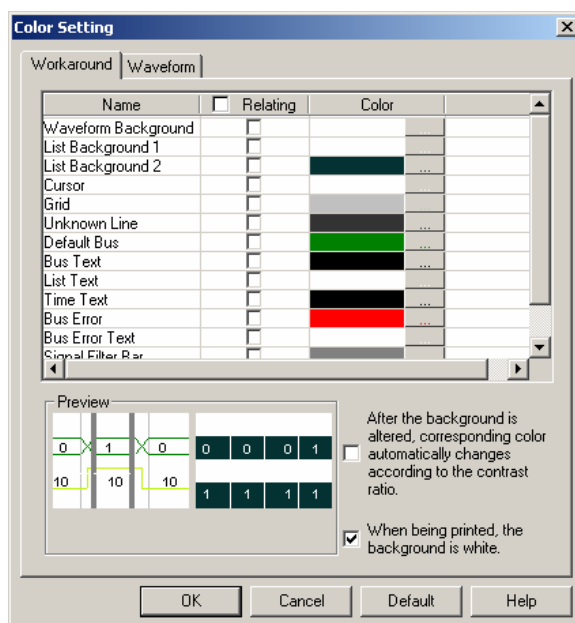 Color Setting
Workaround Waveform
Name Relating Color
Waveform Background ...
List Background 1 ...
List Background 2 ...
Cursor ...
Grid ...
Unknown Line ...
Default Bus ...
Bus Text ...
List Text ...
Time Text ...
Bus Error ...
Bus Error Text ...
Signal Filter Bar
Preview
0 1 0 0 0 0 1
10 10 10
1 1 1 1
After the background is
altered, corresponding color
automatically changes
according to the contrast
ratio.
When being printed, the
background is white.
OK Cancel Default Help